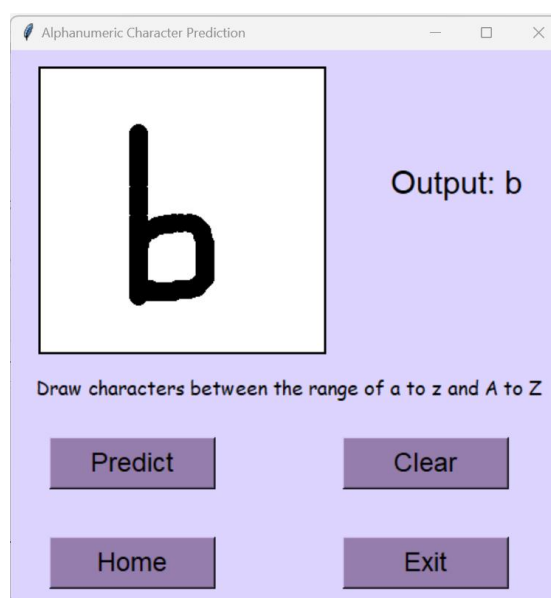 Alphanumeric Character Prediction
b
Output: b
Draw characters between the range of a to z and A to Z
Predict
Clear
Home
Exit